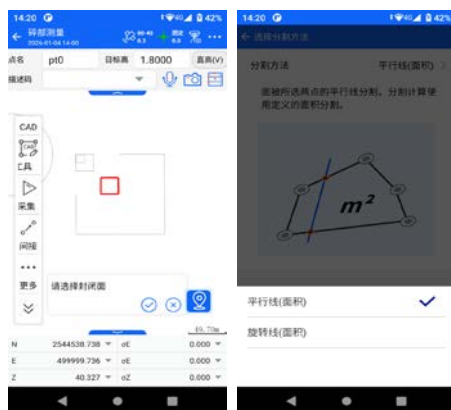 14:20
42%
碎部测量
2026-01-04 14:00
点名
pt0
目标高
1.8000
直高(V)
描述码
CAD
工具
采集
间接
更多
请选择封闭面
49.70m
N
2544538.738
σE
0.000
E
499999.736
σE
0.000
Z
40.327
σZ
0.000
14:20
42%
选择分割方法
分割方法
平行线(面积)
面被所选两点的平行线分割。分割计算使
用定义的面积分割。
m²
平行线(面积)
旋转线(面积)